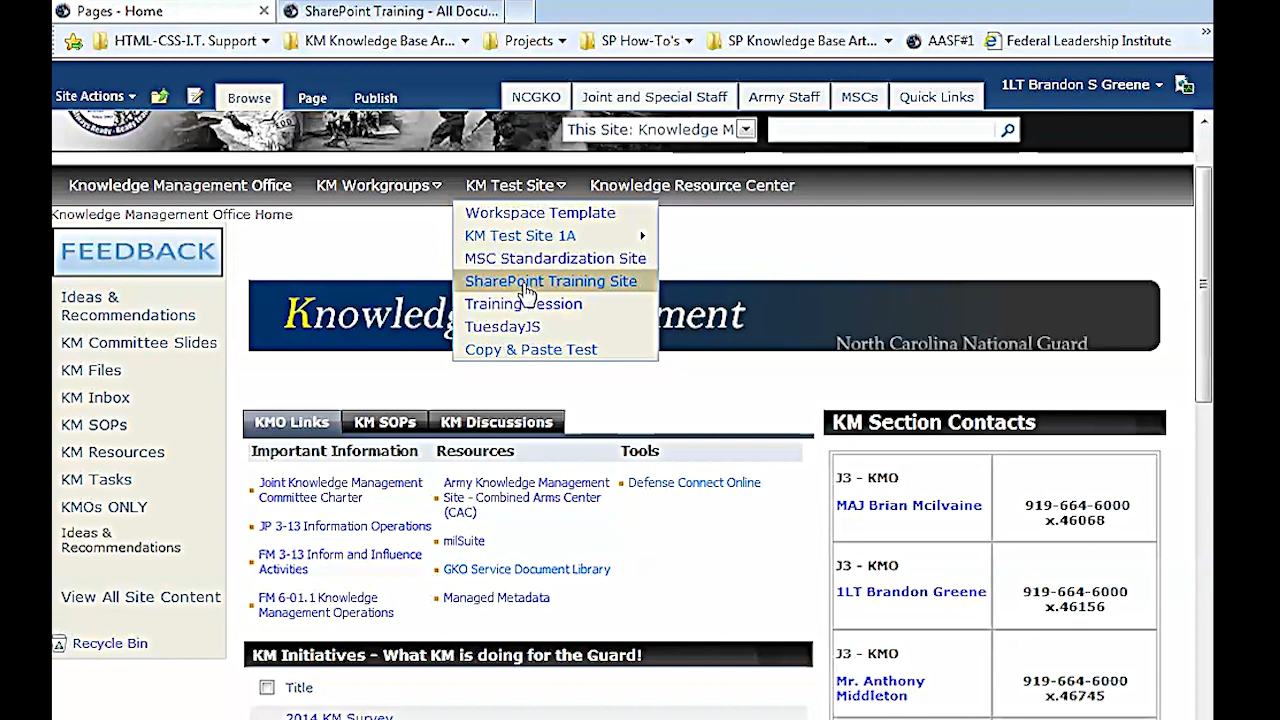 Pages - Home
SharePoint Training - All Docu...
HTML-CSS-I.T. Support
KM Knowledge Base Ar...
Projects
SP How-To's
SP Knowledge Base Art...
AASF#1
Federal Leadership Institute
Site Actions
Browse
Page
Publish
NCGKO
Joint and Special Staff
Army Staff
MSCs
Quick Links
1LT Brandon S Greene
This Site: Knowledge M
Knowledge Management Office
KM Workgroups
KM Test Site
Knowledge Resource Center
Workspace Template
KM Test Site 1A
MSC Standardization Site
SharePoint Training Site
Training Session
TuesdayJS
Copy & Paste Test
Knowledge Management Office Home
FEEDBACK
Ideas &
Recommendations
KM Committee Slides
KM Files
KM Inbox
KM SOPs
KM Resources
KM Tasks
KMOs ONLY
Ideas &
Recommendations
View All Site Content
Recycle Bin
Knowledg
ment
North Carolina National Guard
KMO Links
KM SOPs
KM Discussions
Important Information
Joint Knowledge Management
Committee Charter
JP 3-13 Information Operations
FM 3-13 Inform and Influence
Activities
FM 6-01.1 Knowledge
Management Operations
Resources
Army Knowledge Management
Site - Combined Arms Center
(CAC)
milSuite
GKO Service Document Library
Managed Metadata
Tools
Defense Connect Online
KM Initiatives - What KM is doing for the Guard!
Title
2014 KM Survey
KM Section Contacts
J3 - KMO
MAJ Brian Mcilvaine
919-664-6000
x.46068
J3 - KMO
1LT Brandon Greene
919-664-6000
x.46156
J3 - KMO
Mr. Anthony
Middleton
919-664-6000
x.46745